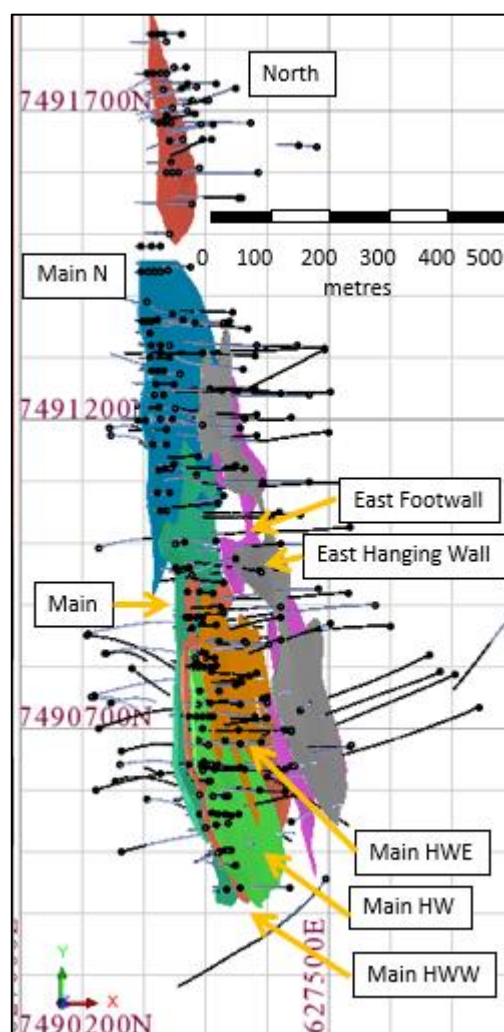 North
7491700N
Main N
0 100 200 300 400 500
metres
7491200N
East Footwall
East Hanging Wall
Main
7490700N
Main HWE
Main HW
Main HWW
627500E
Y
X
7490200N